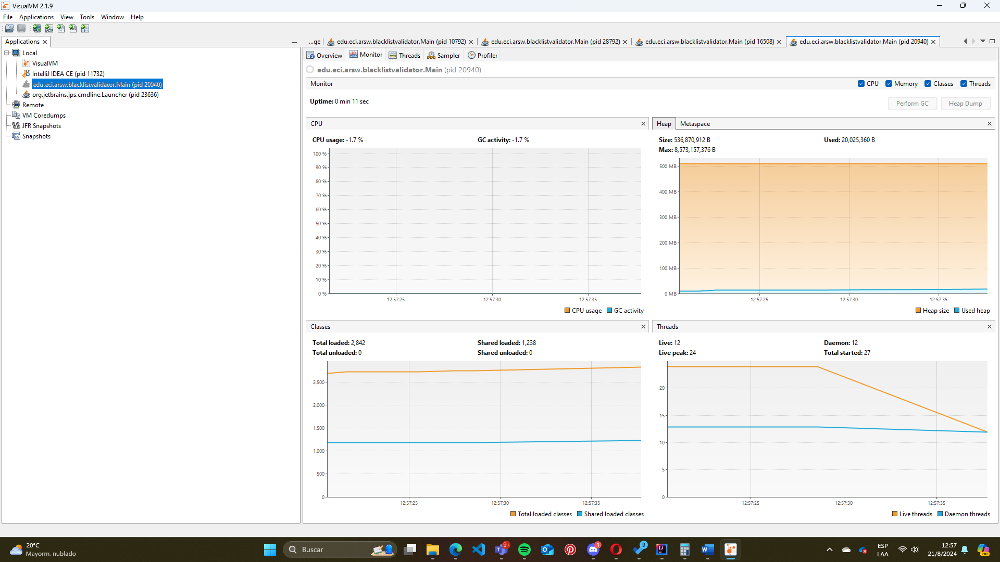 VisualVM 2.1.9
File Applications View Tools Window Help
Applications
Local
VisualVM
IntelliJ IDEA CE (pid 11732)
edu.eci.arsw.blacklistvalidator.Main (pid 20940)
org.jetbrains.jps.cmdline.Launcher (pid 23636)
Remote
VM Coredumps
JFR Snapshots
Snapshots
...ge edu.eci.arsw.blacklistvalidator.Main (pid 10792) edu.eci.arsw.blacklistvalidator.Main (pid 28792) edu.eci.arsw.blacklistvalidator.Main (pid 16508) edu.eci.arsw.blacklistvalidator.Main (pid 20940)
Overview Monitor Threads Sampler Profiler
edu.eci.arsw.blacklistvalidator.Main (pid 20940)
Monitor CPU Memory Classes Threads
Uptime: 0 min 11 sec Perform GC Heap Dump
CPU
CPU usage: -1.7 % GC activity: -1.7 %
100 %
90 %
80 %
70 %
60 %
50 %
40 %
30 %
20 %
10 %
0 %
12:57:25 12:57:30 12:57:35
CPU usage GC activity
Heap Metaspace
Size: 536,870,912 B Used: 20,025,360 B
Max: 8,573,157,376 B
500 MB
400 MB
300 MB
200 MB
100 MB
0 MB
12:57:25 12:57:30 12:57:35
Heap size Used heap
Classes
Total loaded: 2,842 Shared loaded: 1,238
Total unloaded: 0 Shared unloaded: 0
2,500
2,000
1,500
1,000
500
0
12:57:25 12:57:30 12:57:35
Total loaded classes Shared loaded classes
Threads
Live: 12 Daemon: 12
Live peak: 24 Total started: 27
20
15
10
5
0
12:57:25 12:57:30 12:57:35
Live threads Daemon threads
20°C
Mayorm. nublado
Buscar
9+
1
9
ESP
LAA
12:57
21/8/2024
PRE